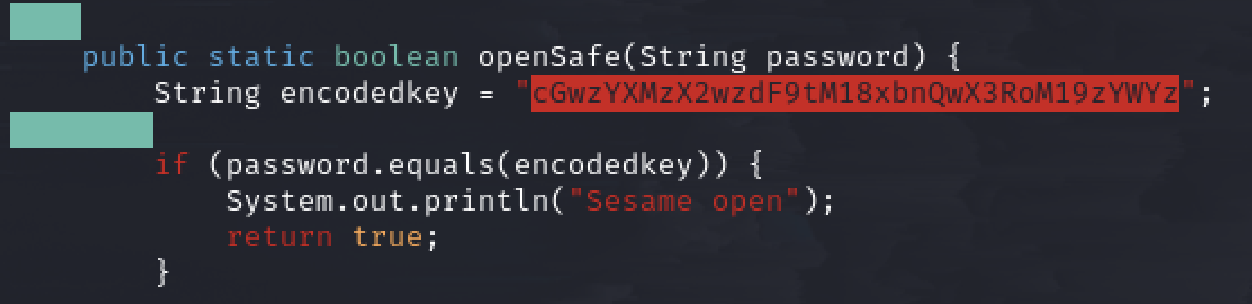 public static boolean openSafe(String password) {
String encodedkey = "cGwzYXMzX2wzdF9tM18xbnQwX3RoM19zYWYz";
if (password.equals(encodedkey)) {
System.out.println("Sesame open");
return true;
}